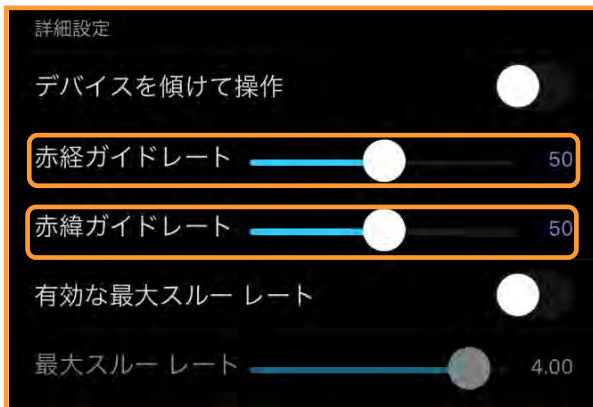 詳細設定
デバイスを傾けて操作
赤経ガイドレート 50
赤緯ガイドレート 50
有効な最大スルー レート
最大スルー レート 4.00